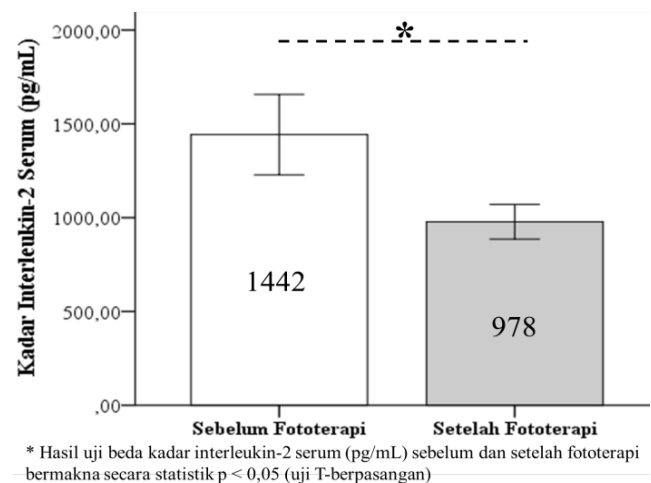 Kadar Interleukin-2 Serum (pg/mL)
2000,00
1500,00
1000,00
500,00
,00
*
1442
978
Sebelum Fototerapi
Setelah Fototerapi
* Hasil uji beda kadar interleukin-2 serum (pg/mL) sebelum dan setelah fototerapi
bermakna secara statistik p < 0,05 (uji T-berpasangan)